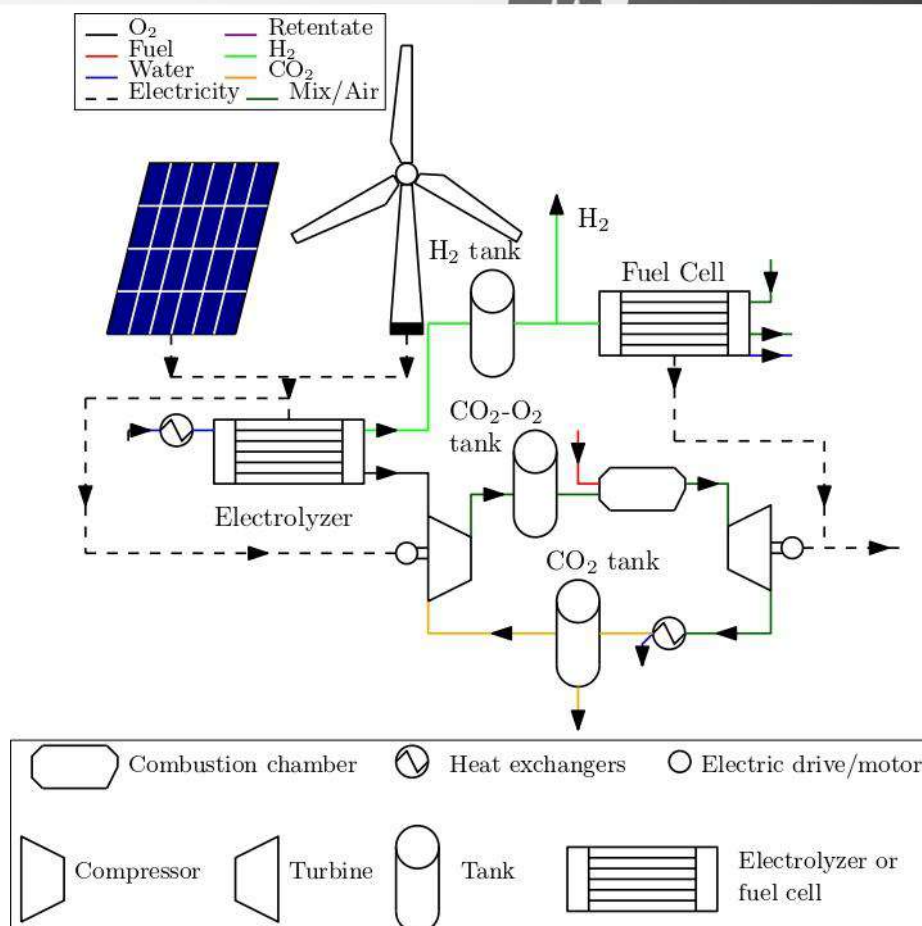 O₂ Retentate
Fuel H₂
Water CO₂
Electricity Mix/Air
H₂
H₂ tank
Fuel Cell
CO₂-O₂
tank
Electrolyzer
CO₂ tank
Combustion chamber Heat exchangers Electric drive/motor
Compressor Turbine Tank Electrolyzer or
fuel cell